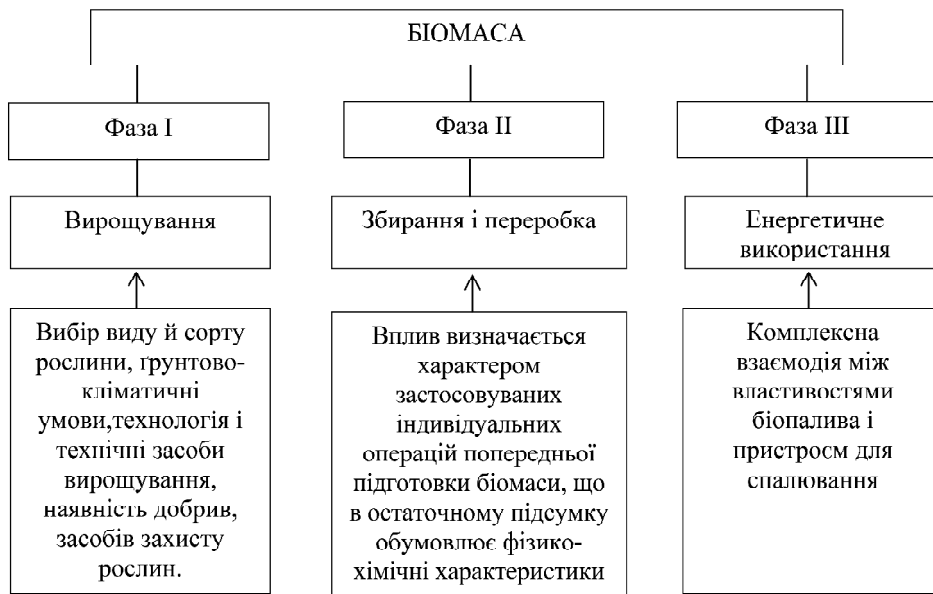 БІОМАСА
Фаза I
Фаза II
Фаза III
Вирощування
Збирання і переробка
Енергетичне
використання
Вибір виду й сорту
рослини, ґрунтово-
кліматичні
умови,технологія і
технічні засоби
вирощування,
наявність добрив,
засобів захисту
рослин.
Вплив визначається
характером
застосовуваних
індивідуальних
операцій попередньої
підготовки біомаси, що
в остаточному підсумку
обумовлює фізико-
хімічні характеристики
Комплексна
взаємодія між
властивостями
біопалива і
пристроєм для
спалювання